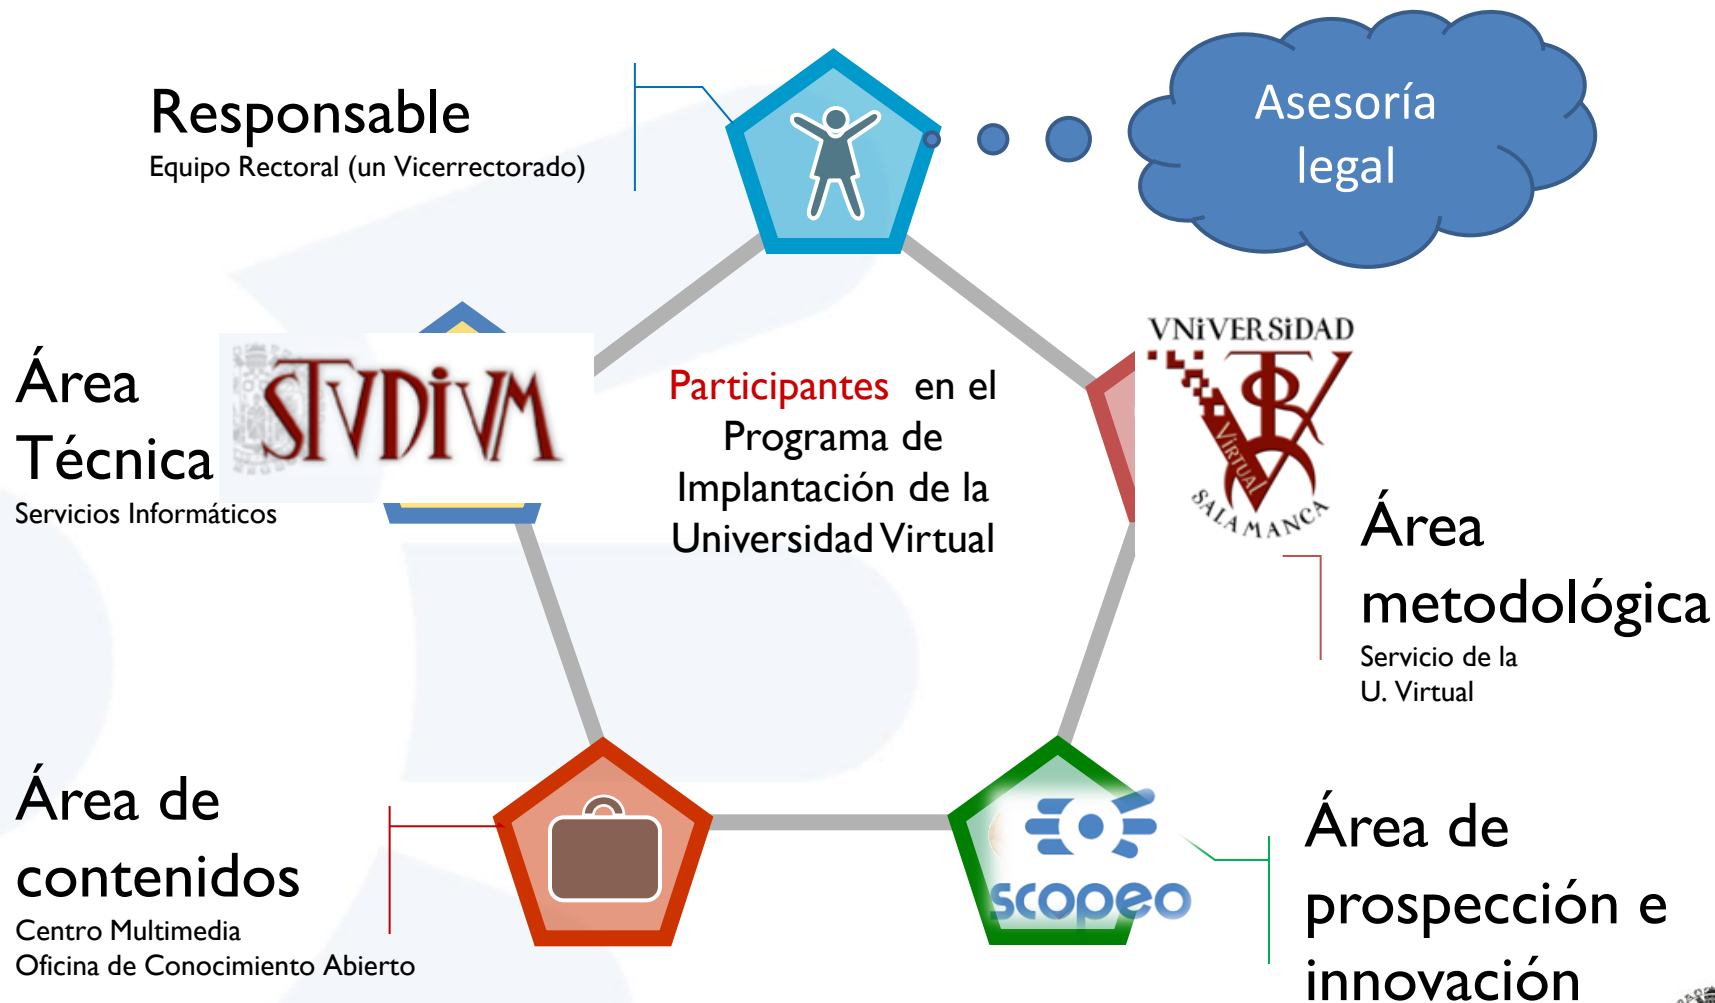 Responsable
Equipo Rectoral (un Vicerrectorado)
Asesoría
legal
Área
Técnica
Servicios Informáticos
STVDiVM
Participantes en el
Programa de
Implantación de la
Universidad Virtual
VNiVERSiDAD
VIRTUAL
SALAMANCA
Área
metodológica
Servicio de la
U. Virtual
Área de
contenidos
Centro Multimedia
Oficina de Conocimiento Abierto
scopeo
Área de
prospección e
innovación